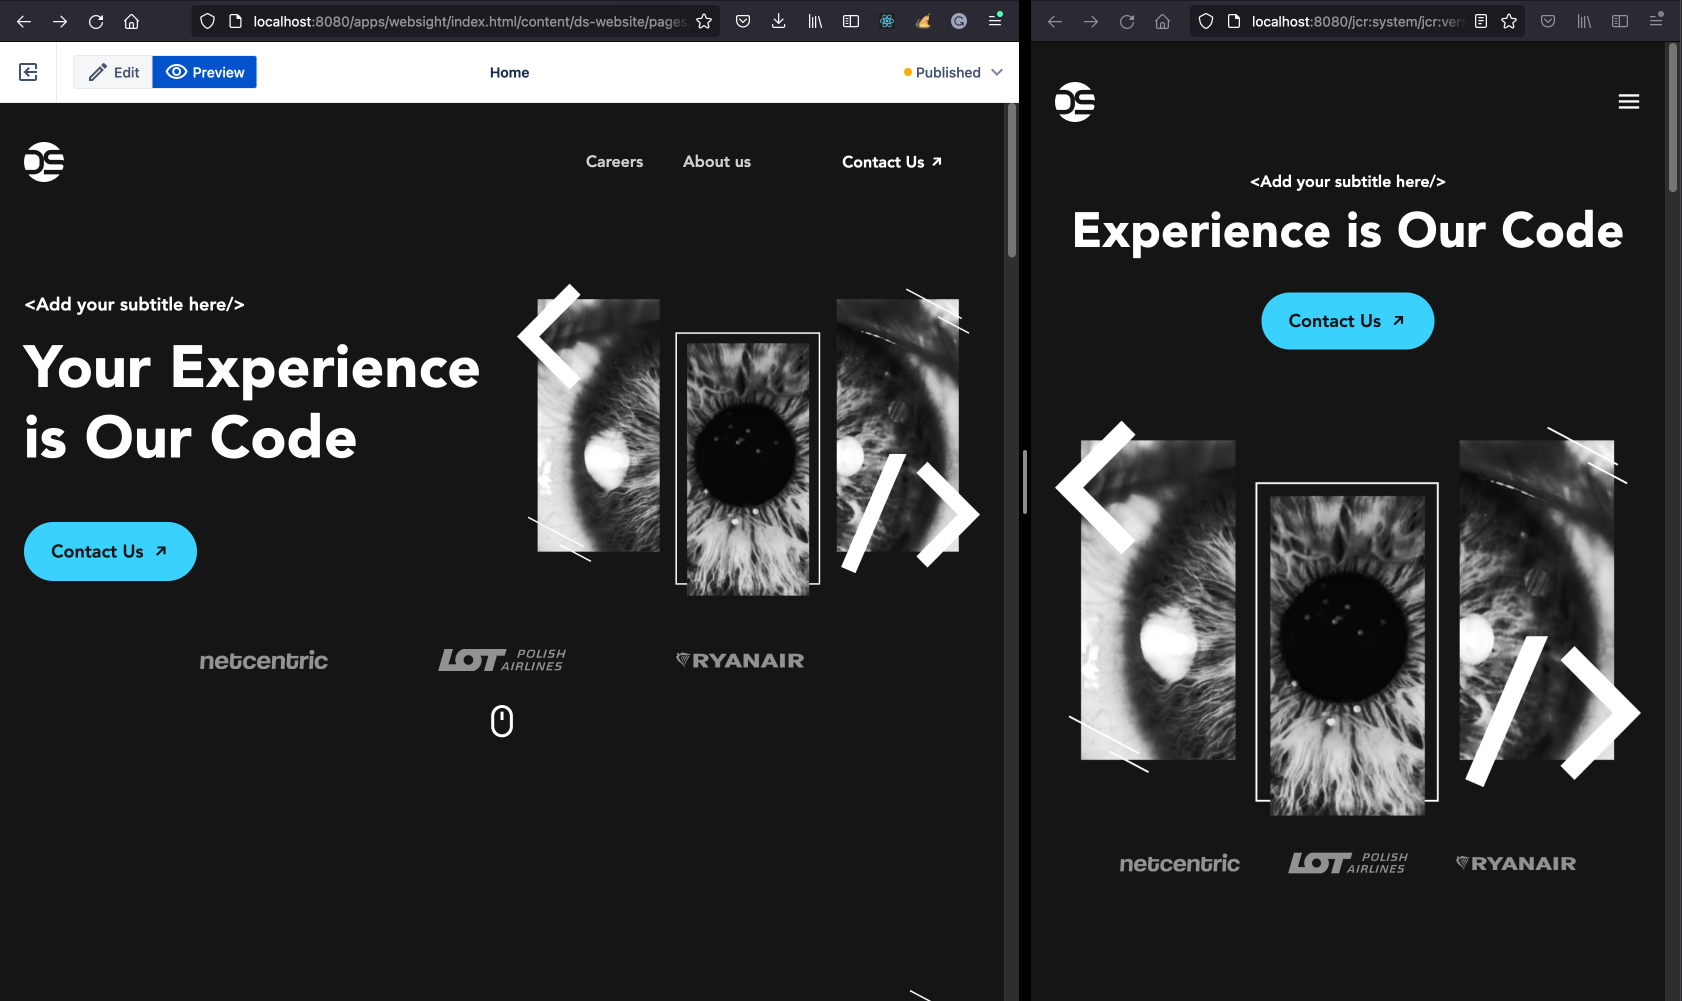 localhost:8080/apps/websight/index.html/content/ds-website/pages
Edit
Preview
Home
Published
DS
Careers
About us
Contact Us
<Add your subtitle here/>
Your Experience
is Our Code
Contact Us
netcentric
LOT POLISH
AIRLINES
RYANAIR
localhost:8080/jcr:system/jcr:ver
DS
<Add your subtitle here/>
Experience is Our Code
Contact Us
netcentric
LOT POLISH
AIRLINES
RYANAIR